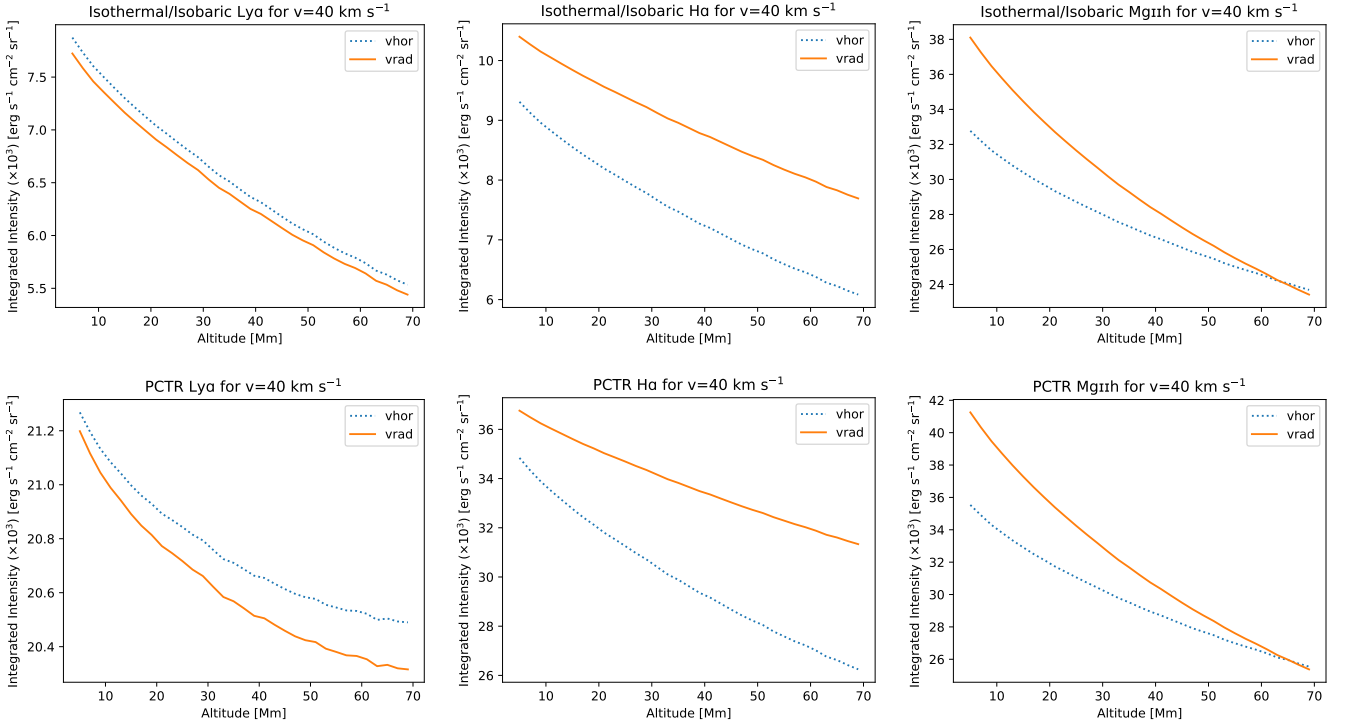 Isothermal/Isobaric Lyα for v=40 km s⁻¹
Integrated Intensity (×10³) [erg s⁻¹ cm⁻² sr⁻¹]
7.5
7.0
6.5
6.0
5.5
vhor
vrad
10 20 30 40 50 60 70
Altitude [Mm]
Isothermal/Isobaric Hα for v=40 km s⁻¹
Integrated Intensity (×10³) [erg s⁻¹ cm⁻² sr⁻¹]
10
9
8
7
6
vhor
vrad
10 20 30 40 50 60 70
Altitude [Mm]
Isothermal/Isobaric Mgɪɪh for v=40 km s⁻¹
Integrated Intensity (×10³) [erg s⁻¹ cm⁻² sr⁻¹]
38
36
34
32
30
28
26
24
vhor
vrad
10 20 30 40 50 60 70
Altitude [Mm]
PCTR Lyα for v=40 km s⁻¹
Integrated Intensity (×10³) [erg s⁻¹ cm⁻² sr⁻¹]
21.2
21.0
20.8
20.6
20.4
vhor
vrad
10 20 30 40 50 60 70
Altitude [Mm]
PCTR Hα for v=40 km s⁻¹
Integrated Intensity (×10³) [erg s⁻¹ cm⁻² sr⁻¹]
36
34
32
30
28
26
vhor
vrad
10 20 30 40 50 60 70
Altitude [Mm]
PCTR Mgɪɪh for v=40 km s⁻¹
Integrated Intensity (×10³) [erg s⁻¹ cm⁻² sr⁻¹]
42
40
38
36
34
32
30
28
26
vhor
vrad
10 20 30 40 50 60 70
Altitude [Mm]